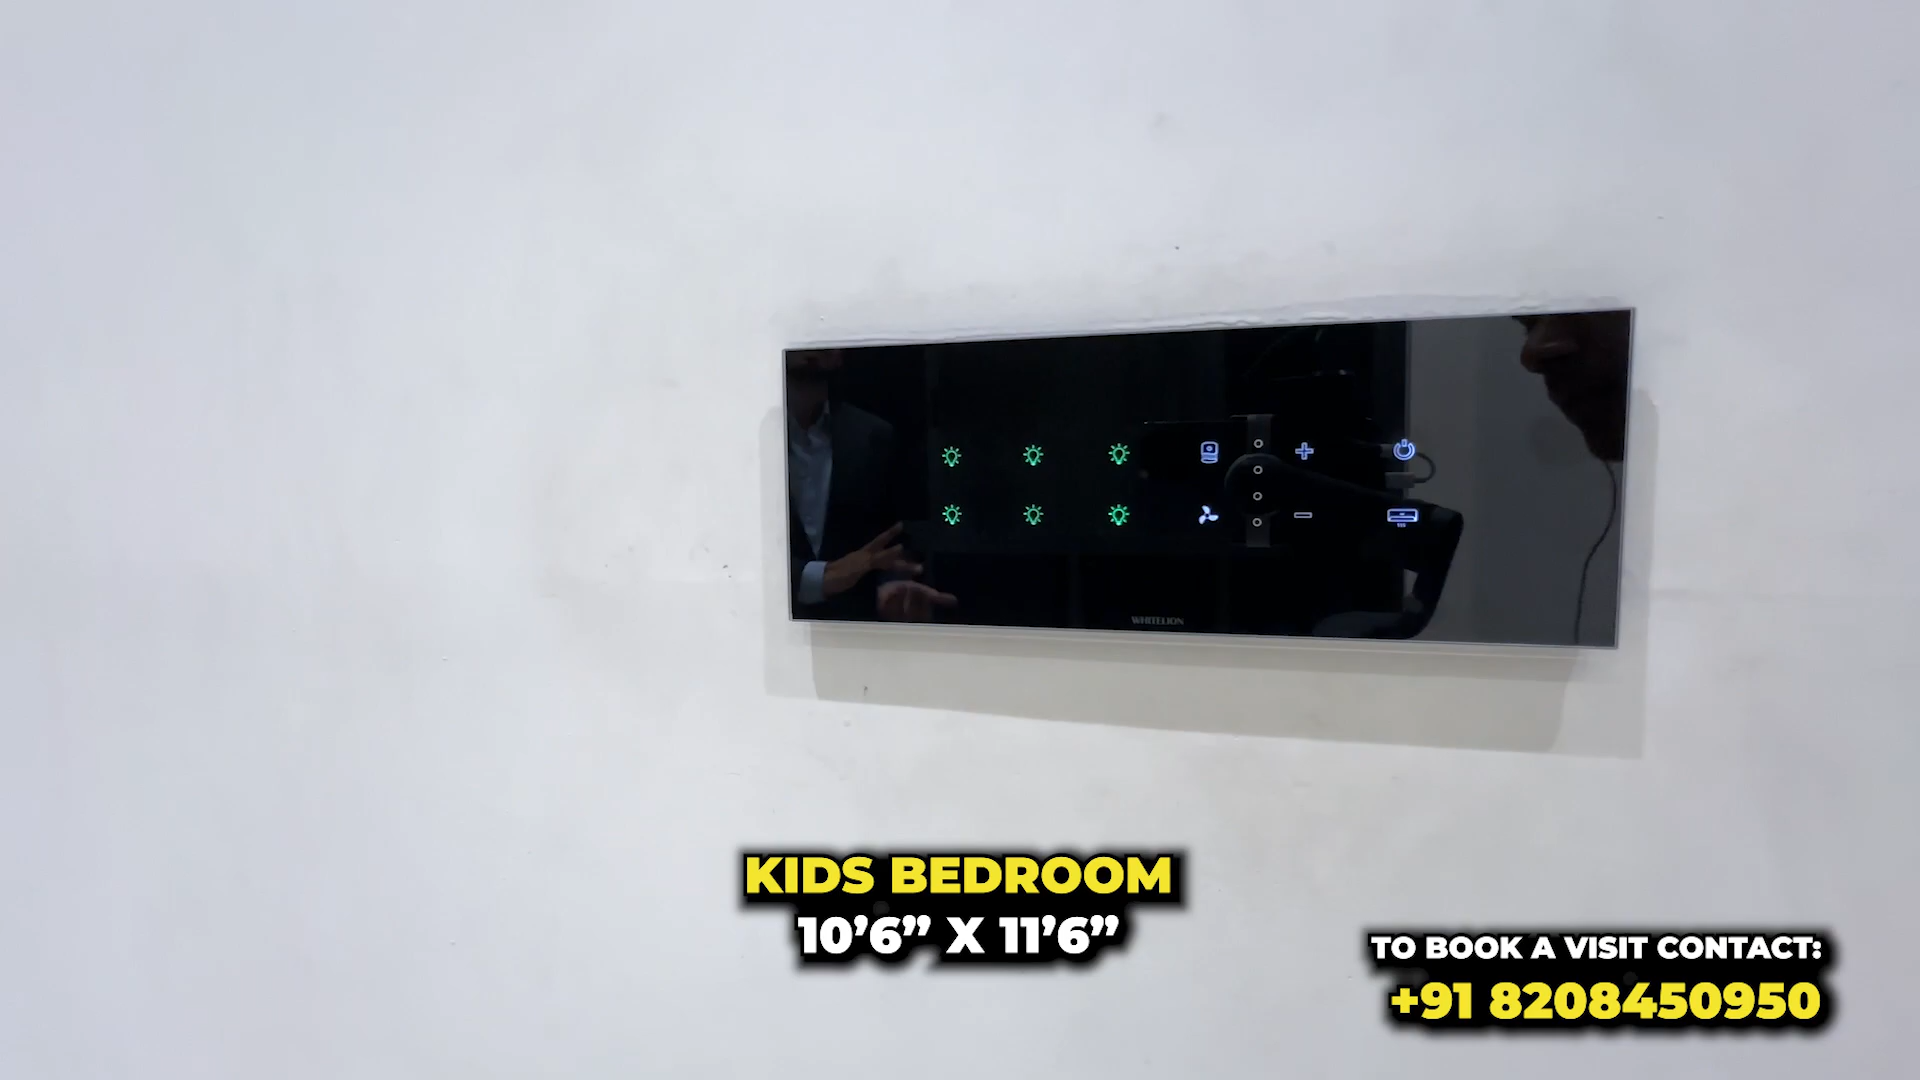 WHITELION
KIDS BEDROOM
10’6” X 11’6”
TO BOOK A VISIT CONTACT:
+91 8208450950